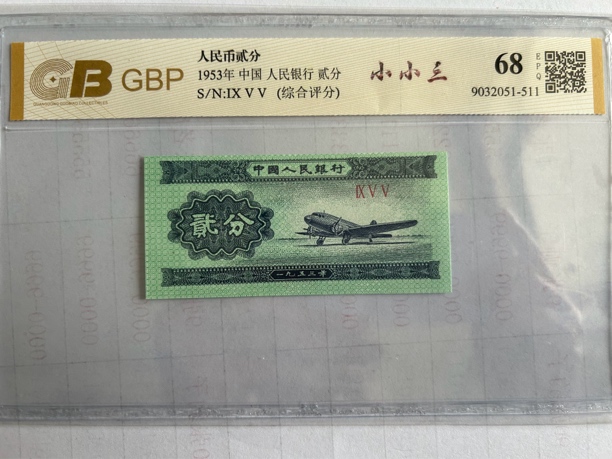 人民币贰分
1953年 中国 人民银行 贰分
S/N:IX V V (综合评分)
GB GBP
小小三
68 EPQ
9032051-511
中國人民銀行
IX V V
貳分
一九五三年